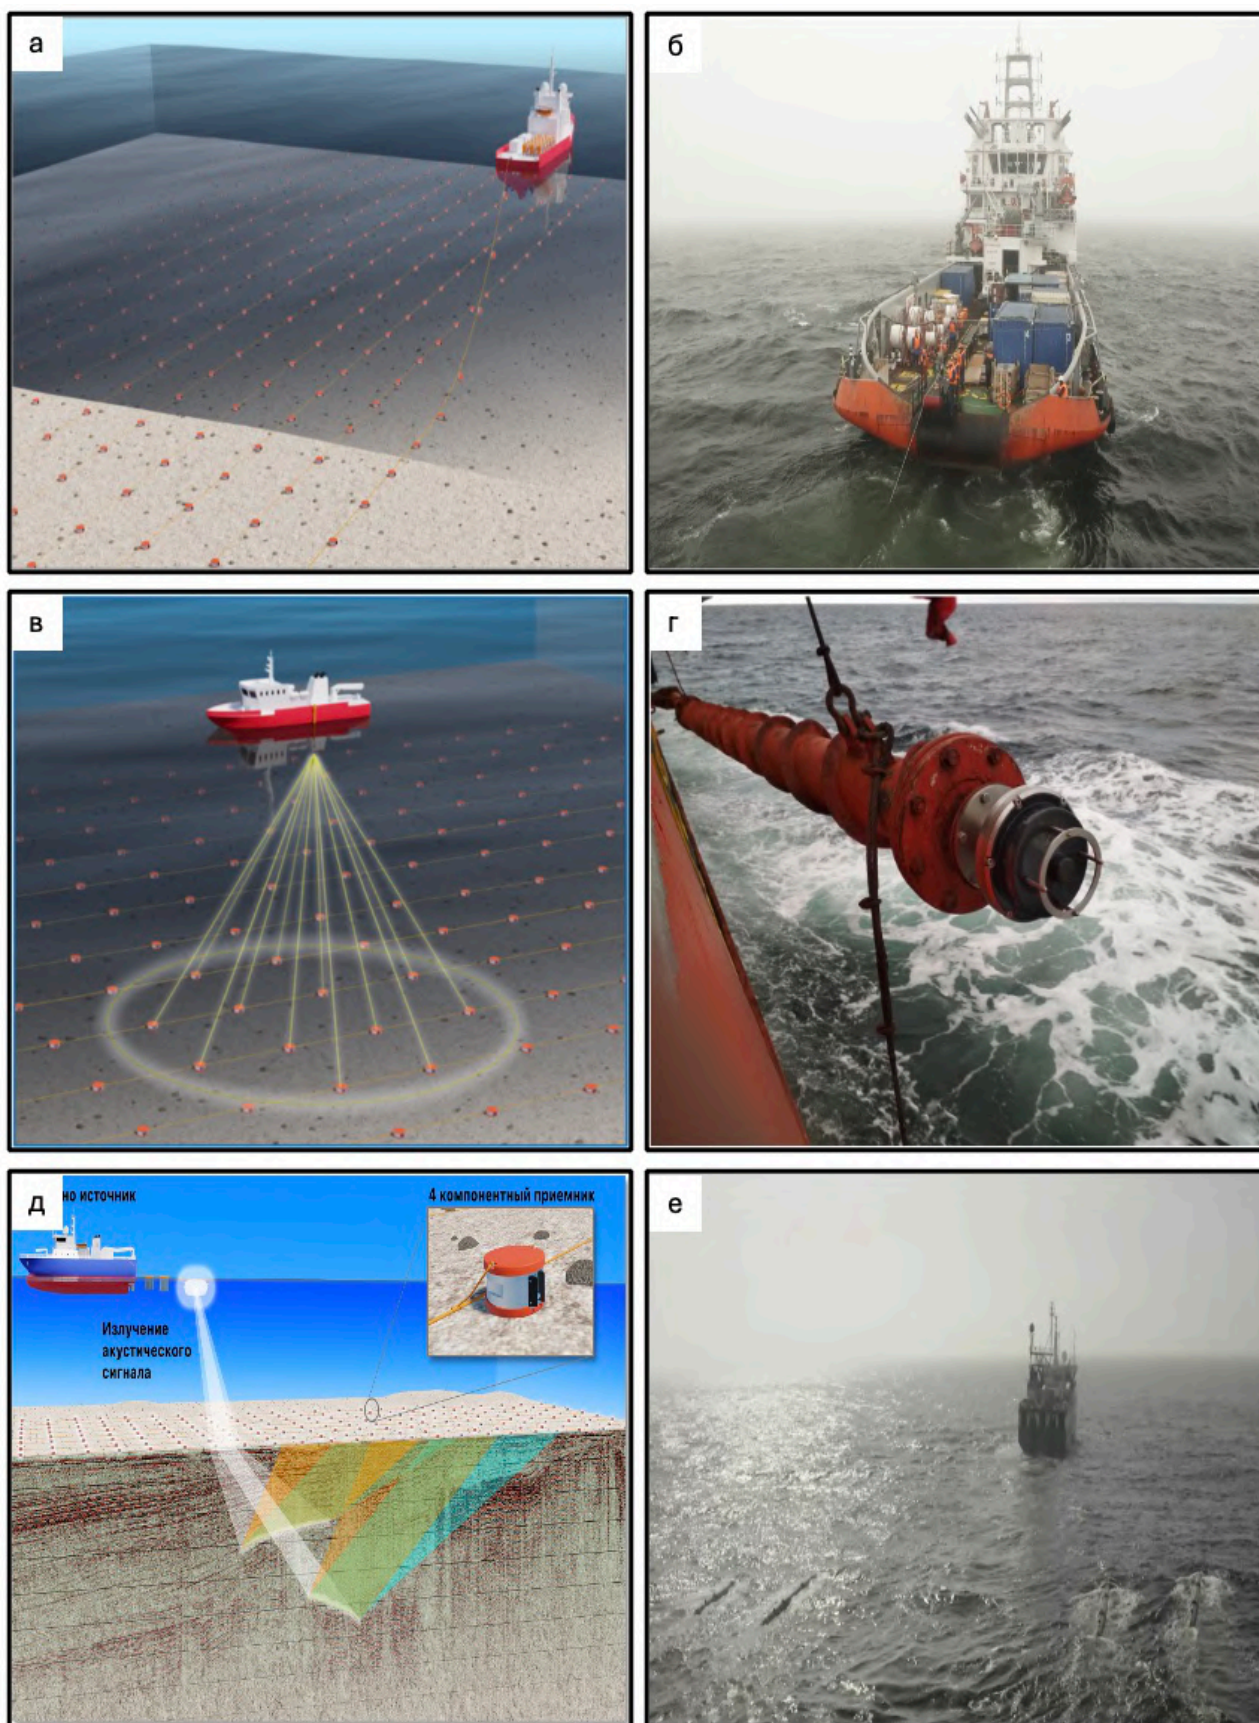 а
б
в
г
д
но источник
4 компонентный приемник
Излучение
акустического
сигнала
е